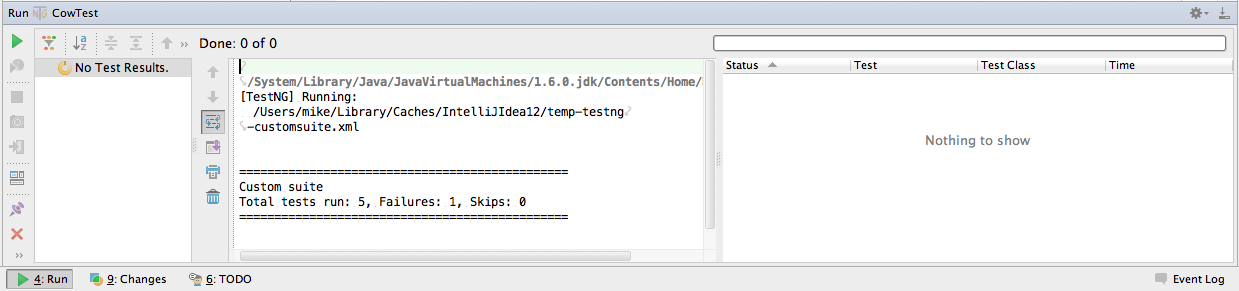 Run CowTest
Done: 0 of 0
No Test Results.
/System/Library/Java/JavaVirtualMachines/1.6.0.jdk/Contents/Home/
[TestNG] Running:
/Users/mike/Library/Caches/IntelliJIdea12/temp-testng
-customsuite.xml
===============================================
Custom suite
Total tests run: 5, Failures: 1, Skips: 0
===============================================
Status Test Test Class Time
Nothing to show
4: Run 9: Changes 6: TODO Event Log